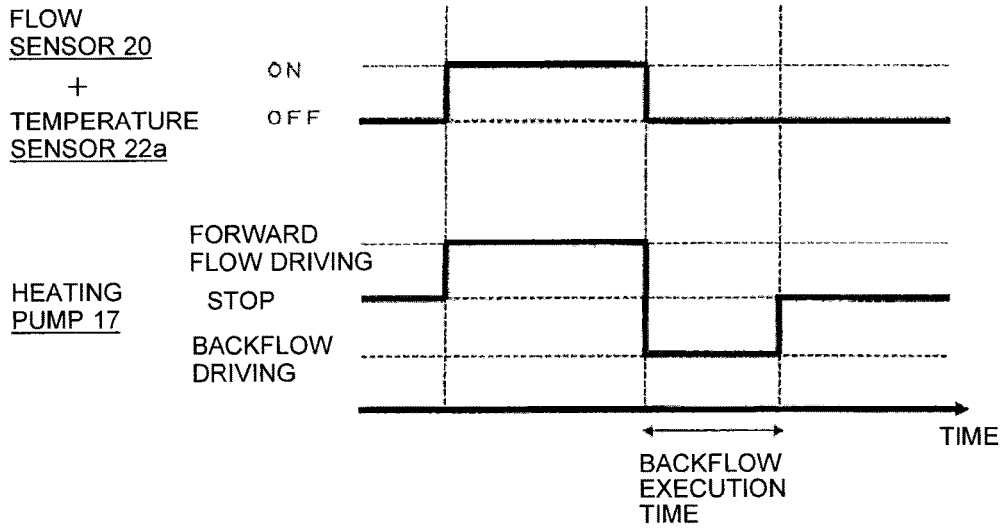 FLOW
SENSOR 20
+
TEMPERATURE
SENSOR 22a
ON
OFF
HEATING
PUMP 17
FORWARD
FLOW DRIVING
STOP
BACKFLOW
DRIVING
TIME
BACKFLOW
EXECUTION
TIME